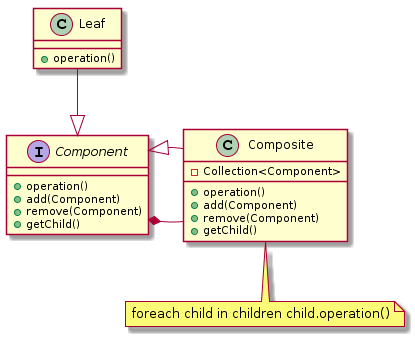 C Leaf
operation()
I Component
operation()
add(Component)
remove(Component)
getChild()
C Composite
Collection<Component>
operation()
add(Component)
remove(Component)
getChild()
foreach child in children child.operation()